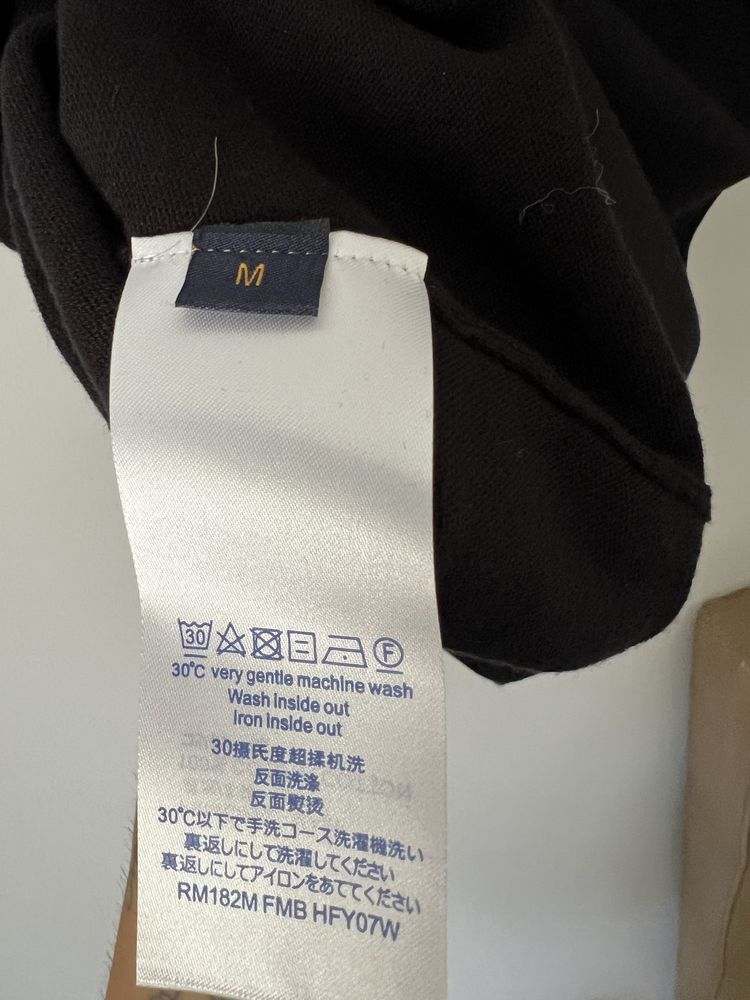 M
30 F
30°C very gentle machine wash
Wash inside out
Iron inside out
30摄氏度超揉机洗
反面洗涤
反面熨烫
30℃以下で手洗コース洗濯機洗い
裏返しにして洗濯してください
裏返しにしてアイロンをあててください
RM182M FMB HFY07W